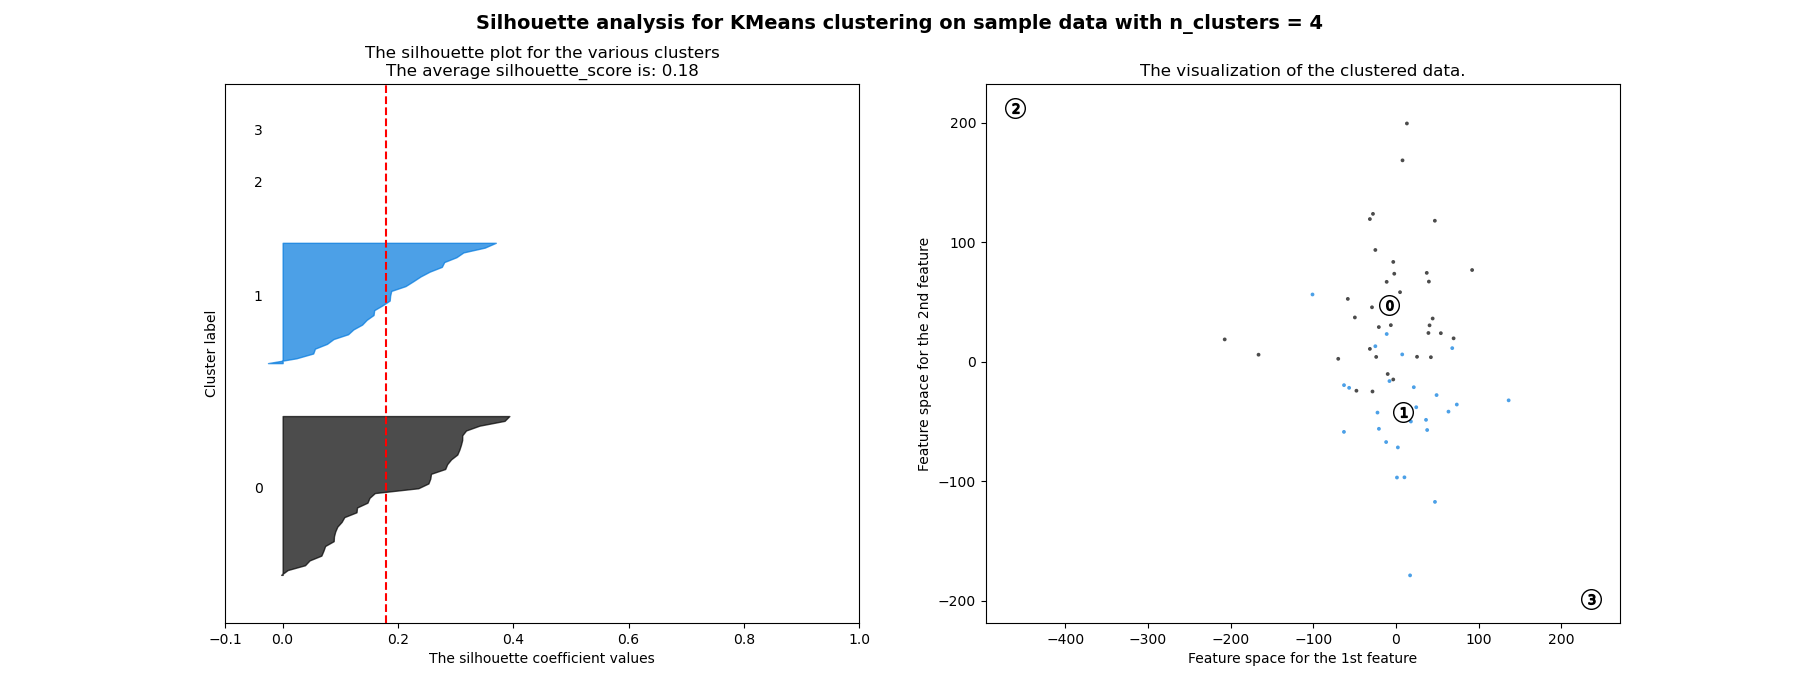 Silhouette analysis for KMeans clustering on sample data with n_clusters = 4
The silhouette plot for the various clusters
The average silhouette_score is: 0.18
3
2
1
0
Cluster label
−0.1 0.0 0.2 0.4 0.6 0.8 1.0
The silhouette coefficient values
The visualization of the clustered data.
2
0
1
3
200
100
0
−100
−200
Feature space for the 2nd feature
−400 −300 −200 −100 0 100 200
Feature space for the 1st feature